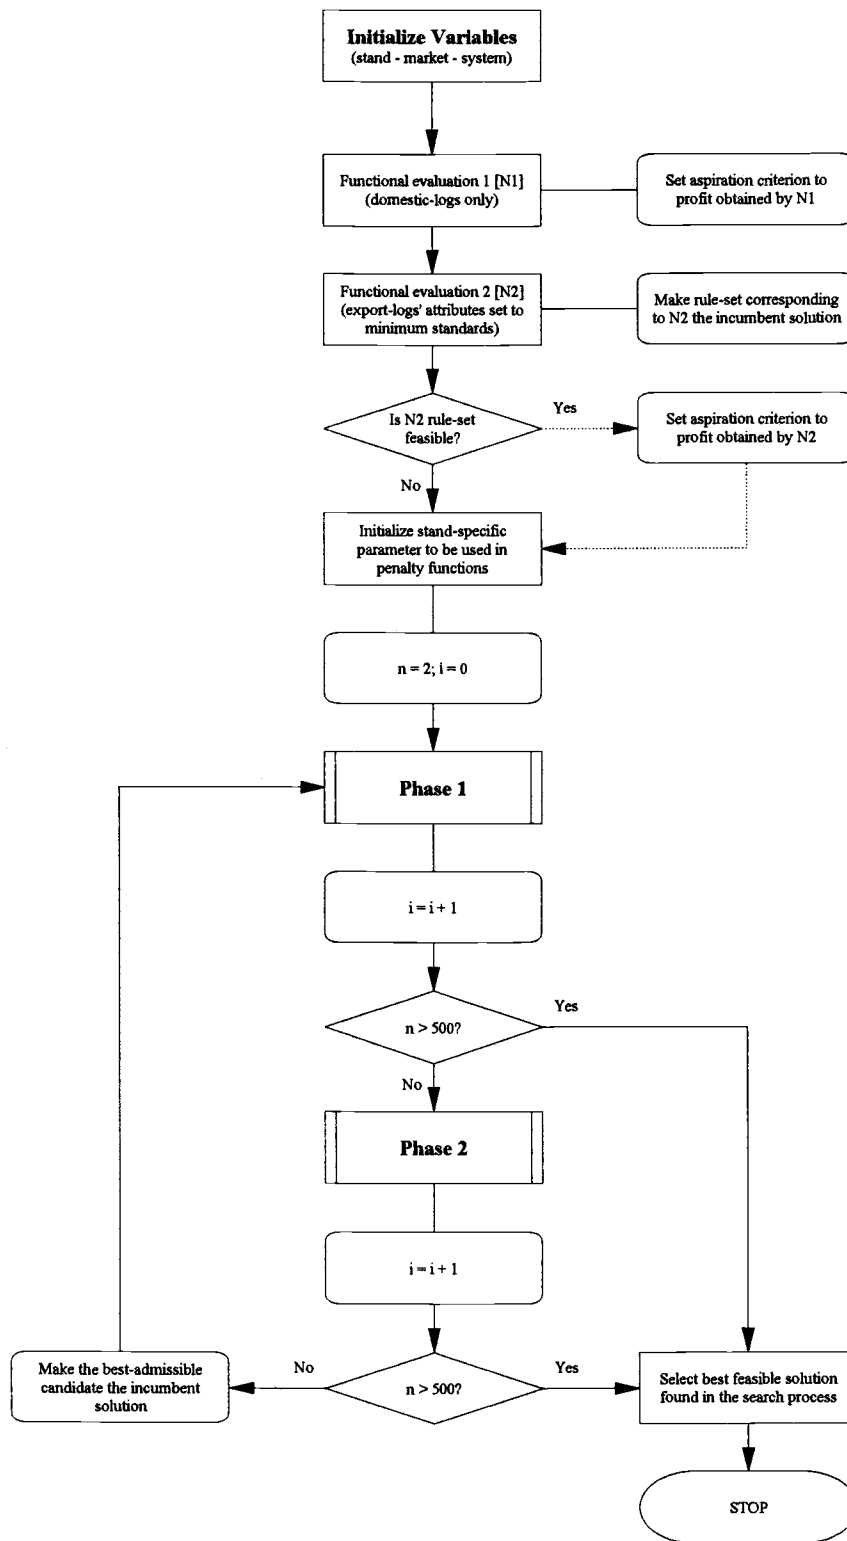 Initialize Variables
(stand - market - system)
Functional evaluation 1 [N1]
(domestic-logs only)
Set aspiration criterion to
profit obtained by N1
Functional evaluation 2 [N2]
(export-logs' attributes set to
minimum standards)
Make rule-set corresponding
to N2 the incumbent solution
Is N2 rule-set
feasible?
Yes
Set aspiration criterion to
profit obtained by N2
No
Initialize stand-specific
parameter to be used in
penalty functions
n = 2; i = 0
Phase 1
i = i + 1
n > 500?
Yes
No
Phase 2
i = i + 1
Make the best-admissible
candidate the incumbent
solution
No
n > 500?
Yes
Select best feasible solution
found in the search process
STOP